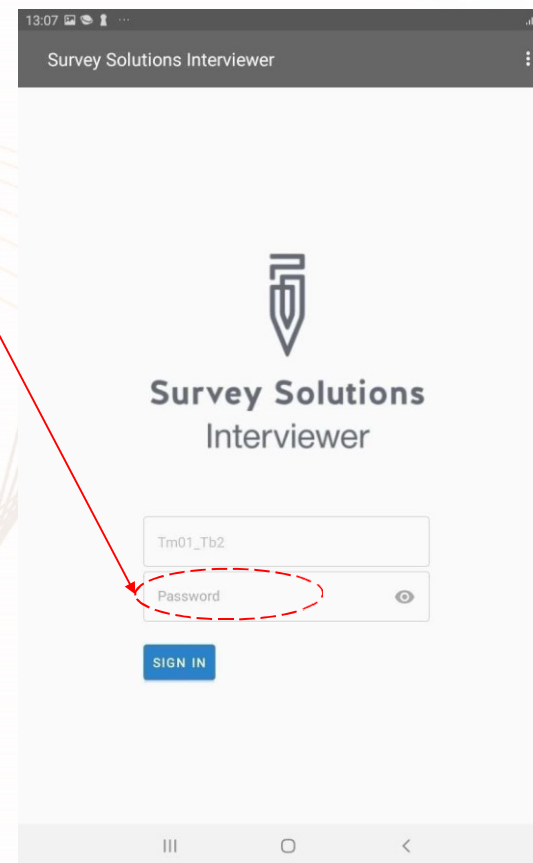 13:07
Survey Solutions Interviewer
Survey Solutions
Interviewer
Tm01_Tb2
Password
SIGN IN